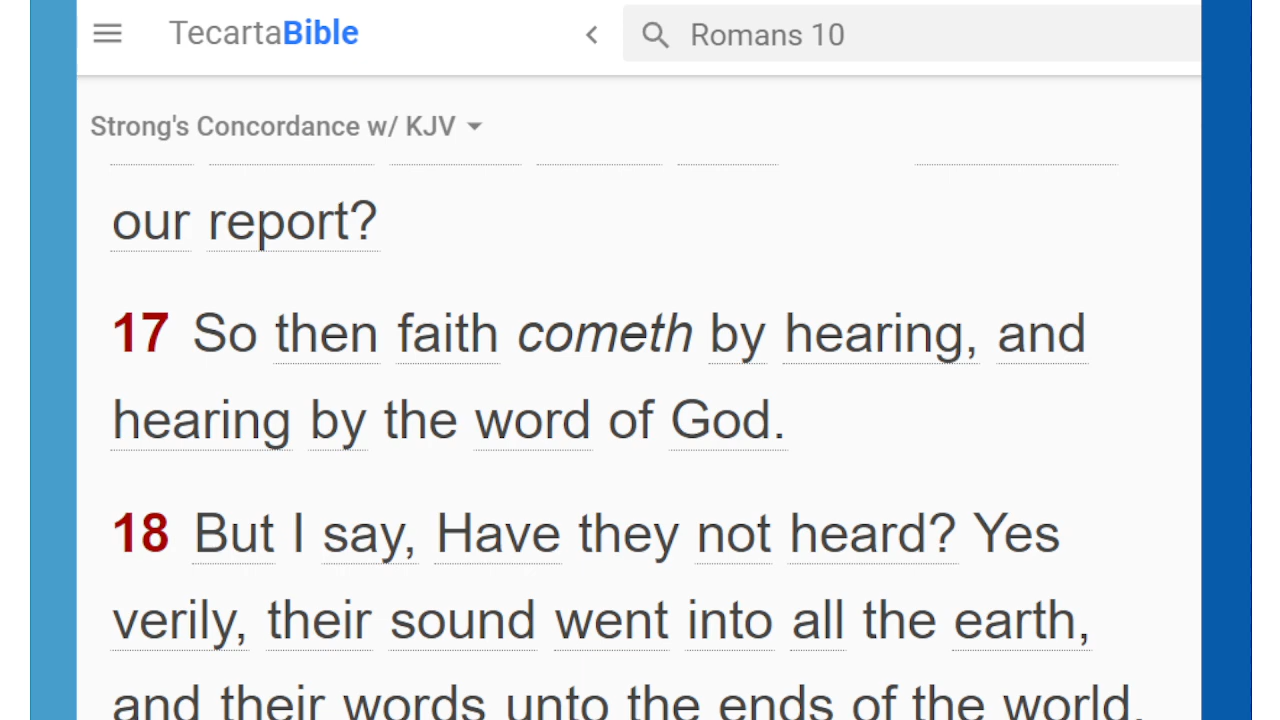 TecartaBible
Romans 10
Strong's Concordance w/ KJV
our report?
17 So then faith cometh by hearing, and
hearing by the word of God.
18 But I say, Have they not heard? Yes
verily, their sound went into all the earth,
and their words unto the ends of the world.